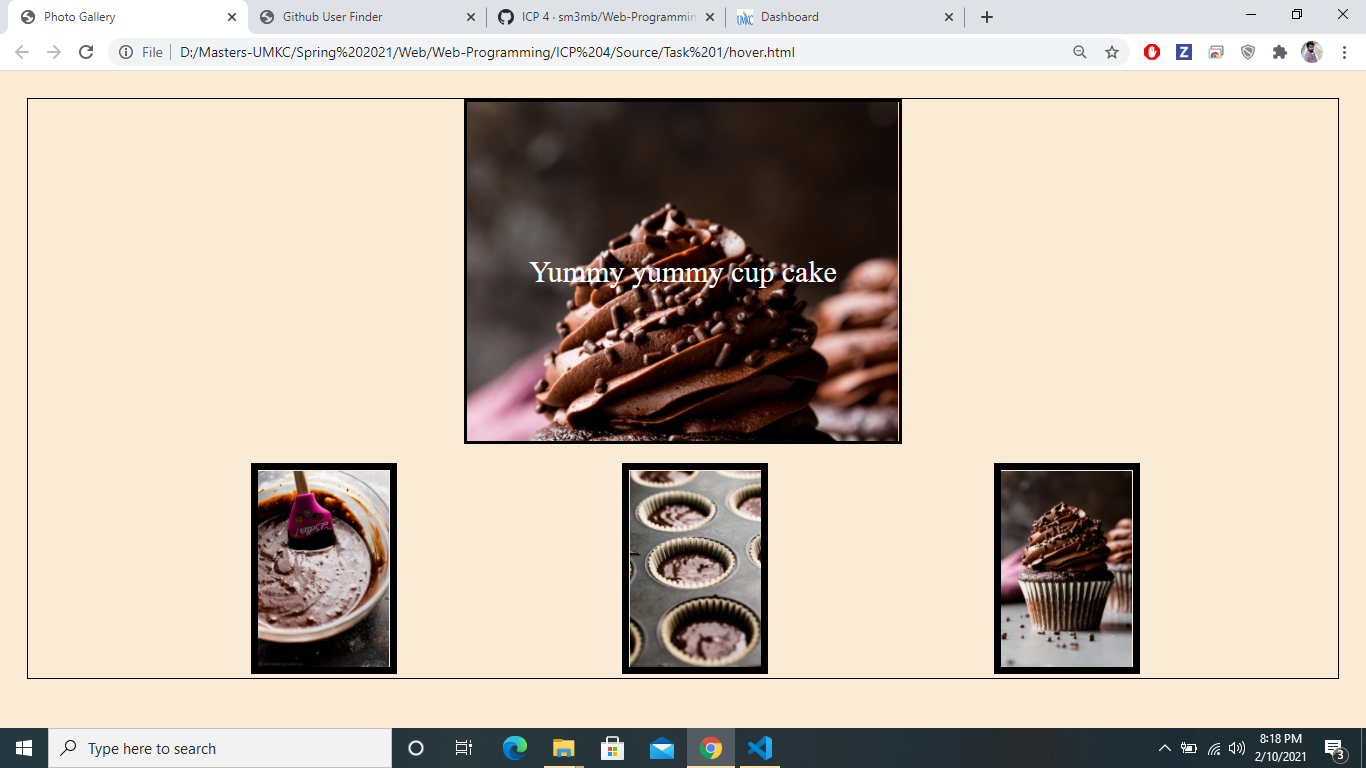 Photo Gallery
Github User Finder
ICP 4 · sm3mb/Web-Programmin
UMKC
Dashboard
File
D:/Masters-UMKC/Spring%202021/Web/Web-Programming/ICP%204/Source/Task%201/hover.html
Z
Yummy yummy cup cake
Type here to search
8:18 PM
2/10/2021
3